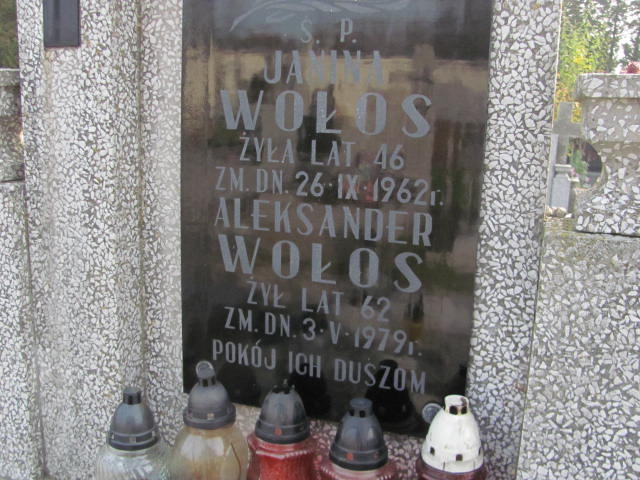 Ś. P.
JANINA
WOŁOS
ŻYŁA LAT 46
ZM. DN. 26·IX·1962r.
ALEKSANDER
WOŁOS
ŻYŁ LAT 62
ZM. DN. 3·V·1979r.
POKÓJ ICH DUSZOM